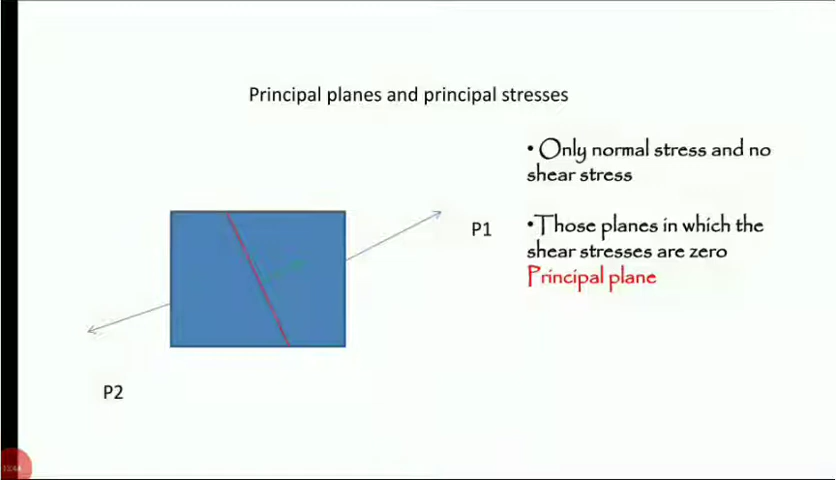 Principal planes and principal stresses
• Only normal stress and no
shear stress
•Those planes in which the
shear stresses are zero
Principal plane
P1
P2